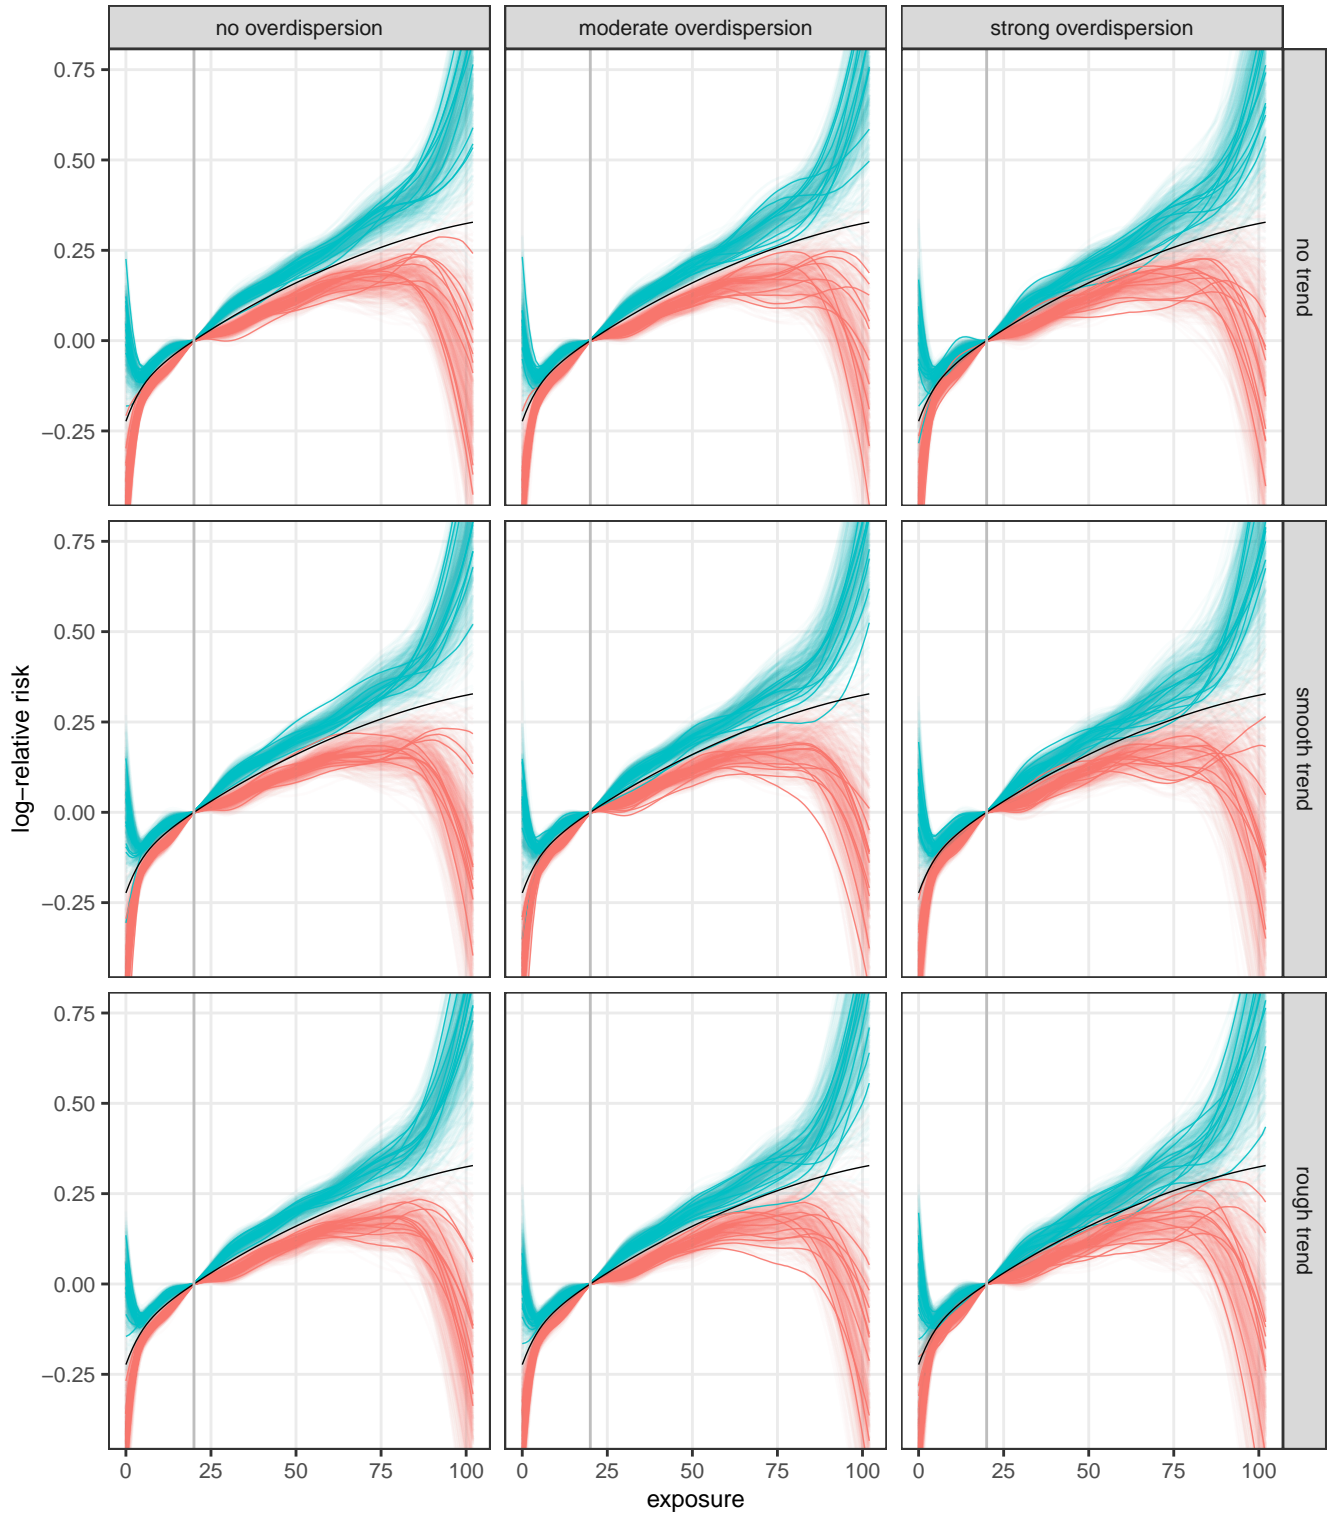 no overdispersion
moderate overdispersion
strong overdispersion
0.75
0.50
0.25
0.00
−0.25
no trend
0.75
0.50
0.25
0.00
−0.25
smooth trend
log−relative risk
0.75
0.50
0.25
0.00
−0.25
rough trend
0 25 50 75 100
0 25 50 75 100
0 25 50 75 100
exposure